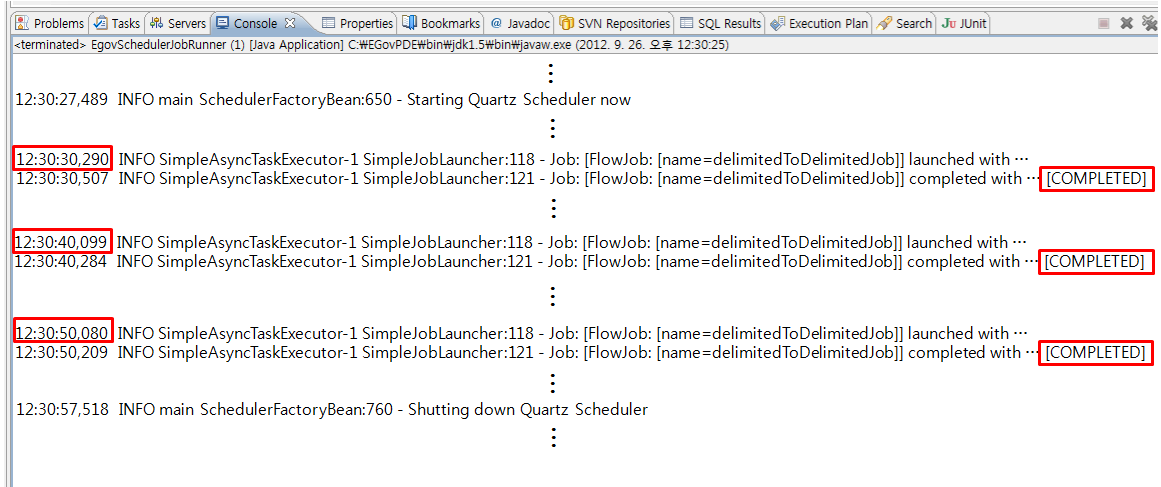 Problems Tasks Servers Console Properties Bookmarks @ Javadoc SVN Repositories SQL Results Execution Plan Search Ju JUnit
<terminated> EgovSchedulerJobRunner (1) [Java Application] C:₩EGovPDE₩bin₩jdk1.5₩bin₩javaw.exe (2012. 9. 26. 오후 12:30:25)
⋮
12:30:27,489 INFO main SchedulerFactoryBean:650 - Starting Quartz Scheduler now
⋮
12:30:30,290 INFO SimpleAsyncTaskExecutor-1 SimpleJobLauncher:118 - Job: [FlowJob: [name=delimitedToDelimitedJob]] launched with ⋯
12:30:30,507 INFO SimpleAsyncTaskExecutor-1 SimpleJobLauncher:121 - Job: [FlowJob: [name=delimitedToDelimitedJob]] completed with ⋯ [COMPLETED]
⋮
12:30:40,099 INFO SimpleAsyncTaskExecutor-1 SimpleJobLauncher:118 - Job: [FlowJob: [name=delimitedToDelimitedJob]] launched with ⋯
12:30:40,284 INFO SimpleAsyncTaskExecutor-1 SimpleJobLauncher:121 - Job: [FlowJob: [name=delimitedToDelimitedJob]] completed with ⋯ [COMPLETED]
⋮
12:30:50,080 INFO SimpleAsyncTaskExecutor-1 SimpleJobLauncher:118 - Job: [FlowJob: [name=delimitedToDelimitedJob]] launched with ⋯
12:30:50,209 INFO SimpleAsyncTaskExecutor-1 SimpleJobLauncher:121 - Job: [FlowJob: [name=delimitedToDelimitedJob]] completed with ⋯ [COMPLETED]
⋮
12:30:57,518 INFO main SchedulerFactoryBean:760 - Shutting down Quartz Scheduler
⋮